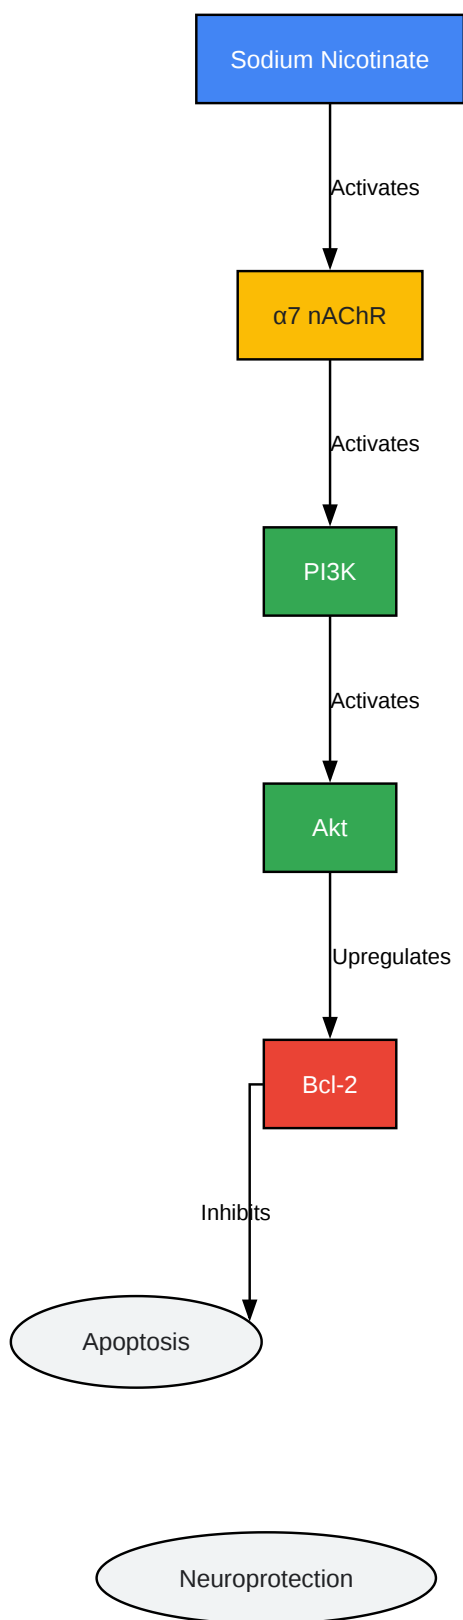 Sodium Nicotinate
Activates
α7 nAChR
Activates
PI3K
Activates
Akt
Upregulates
Bcl-2
Inhibits
Apoptosis
Neuroprotection